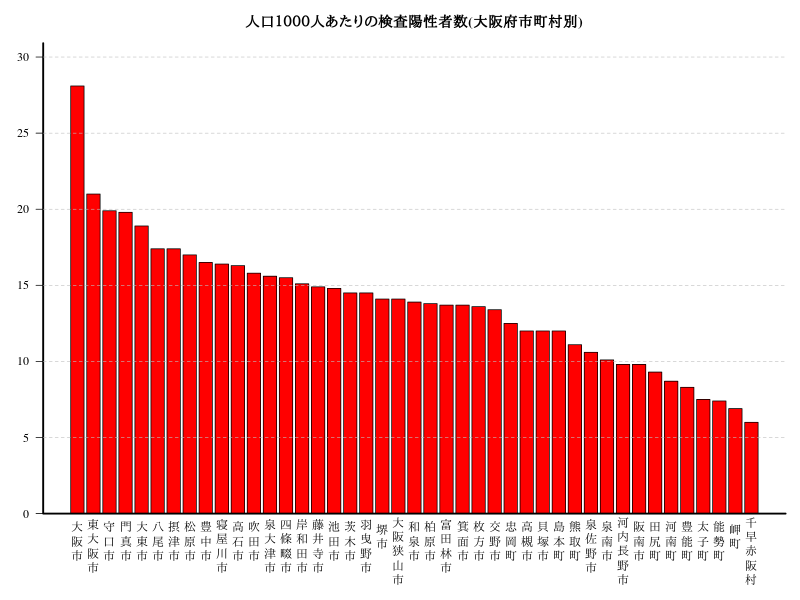 人口1000人あたりの検査陽性者数(大阪府市町村別)
30
25
20
15
10
5
0
大阪市
東大阪市
守口市
門真市
大東市
八尾市
摂津市
松原市
豊中市
寝屋川市
高石市
吹田市
泉大津市
四條畷市
岸和田市
藤井寺市
池田市
茨木市
羽曳野市
堺市
大阪狭山市
和泉市
柏原市
富田林市
箕面市
枚方市
交野市
忠岡町
高槻市
貝塚市
島本町
熊取町
泉佐野市
泉南市
河内長野市
阪南市
田尻町
河南町
豊能町
太子町
能勢町
岬町
千早赤阪村